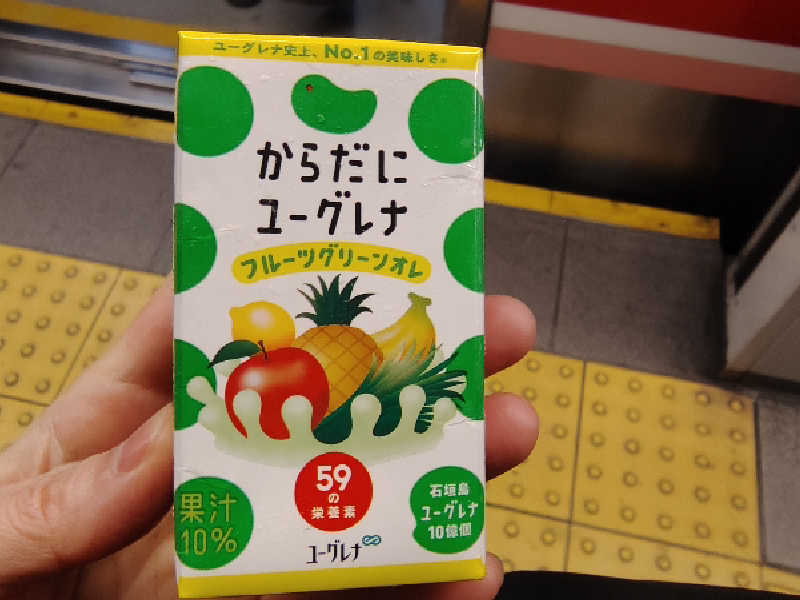 ユーグレナ史上、No.1の美味しさ※
からだに
ユーグレナ
フルーツグリーンオレ
59
の
栄養素
果汁
10%
石垣島
ユーグレナ
10億個
ユーグレナ